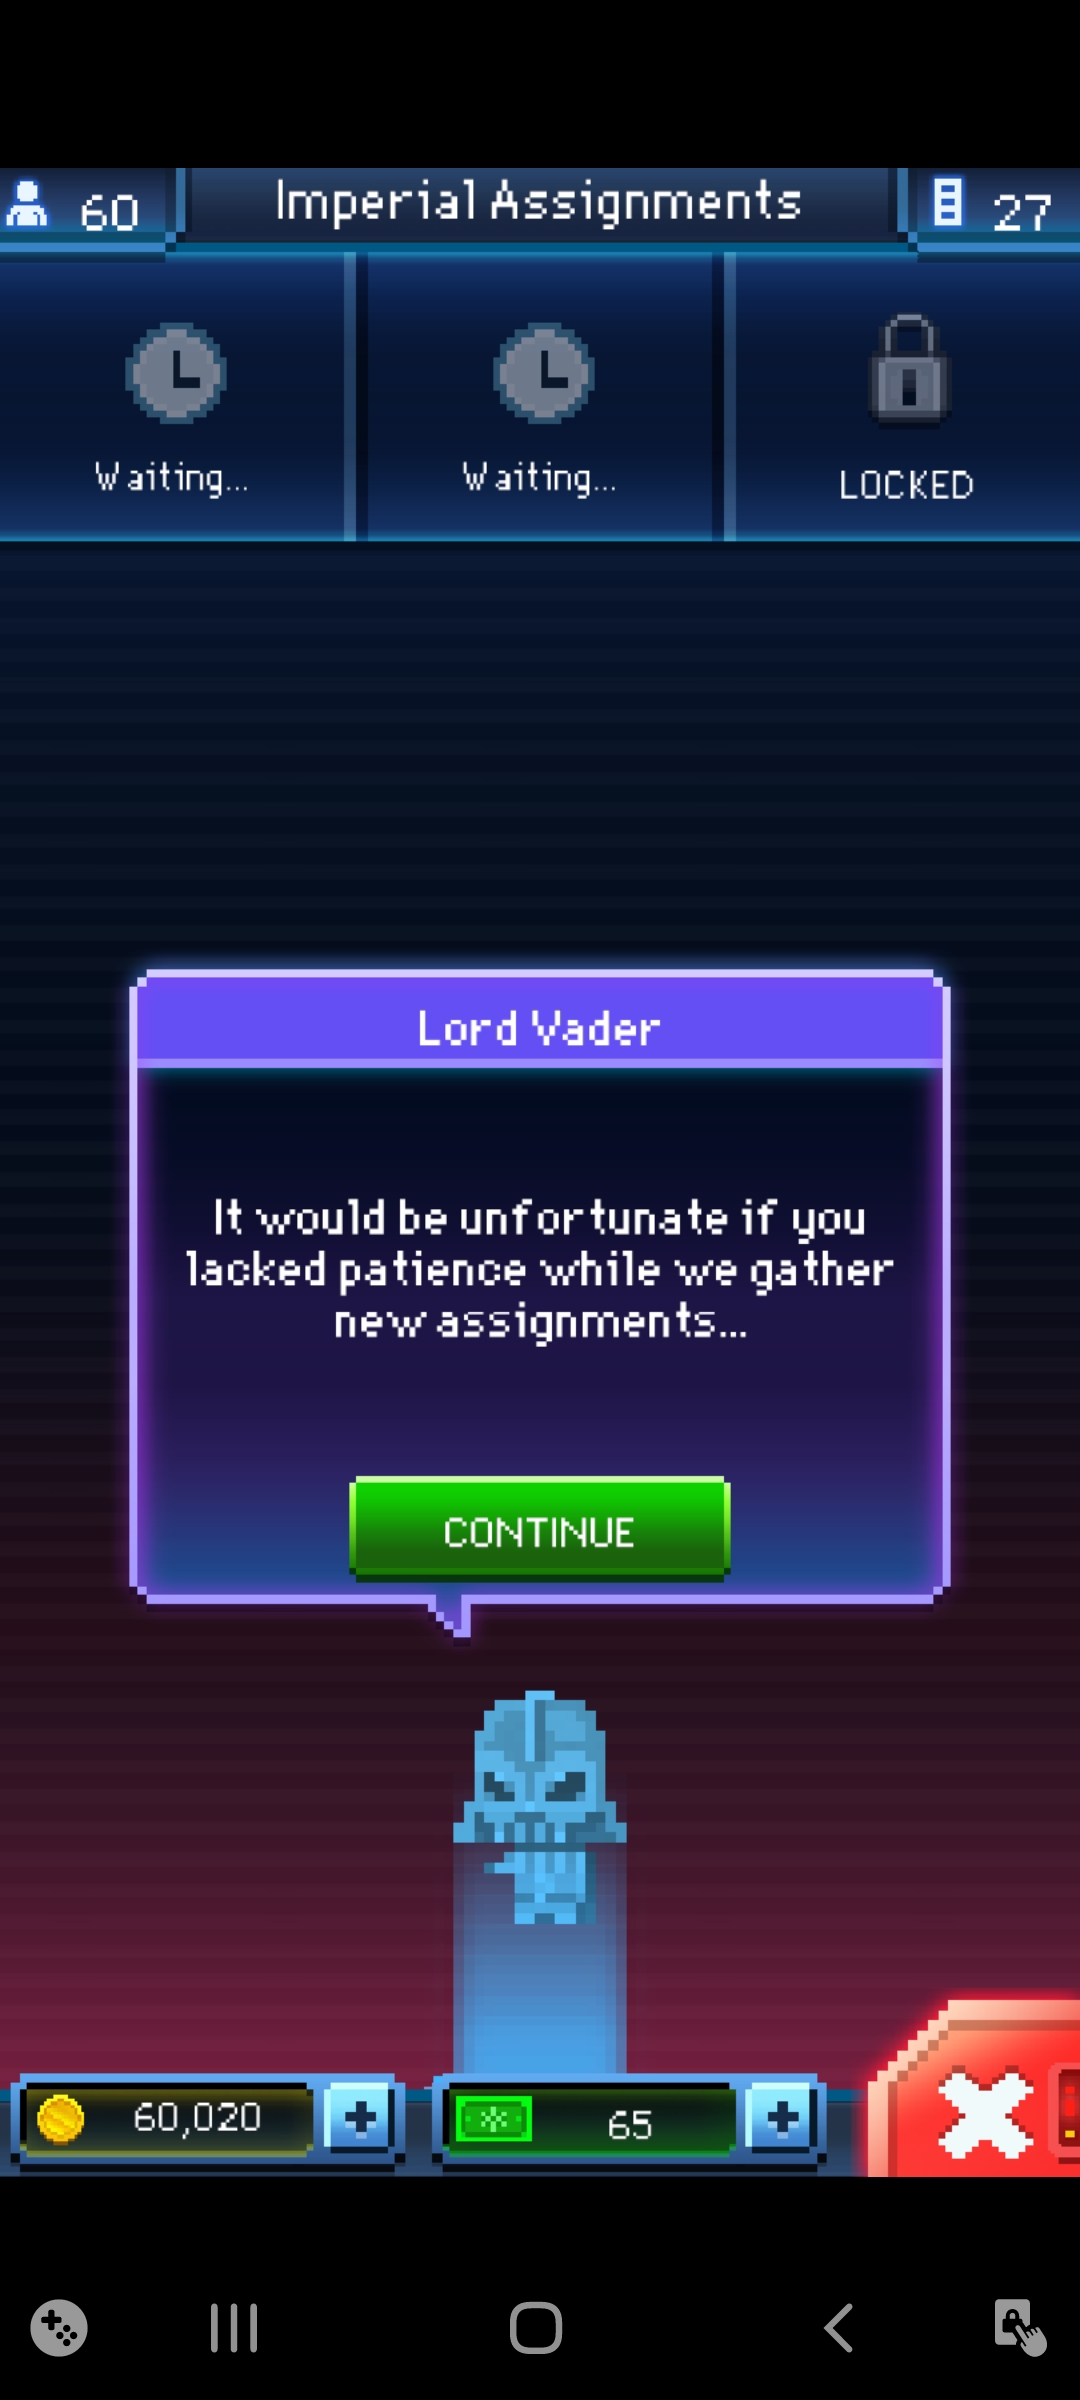 60
Imperial Assignments
27
Waiting...
Waiting...
LOCKED
Lord Vader
It would be unfortunate if you
lacked patience while we gather
new assignments...
CONTINUE
60,020
65